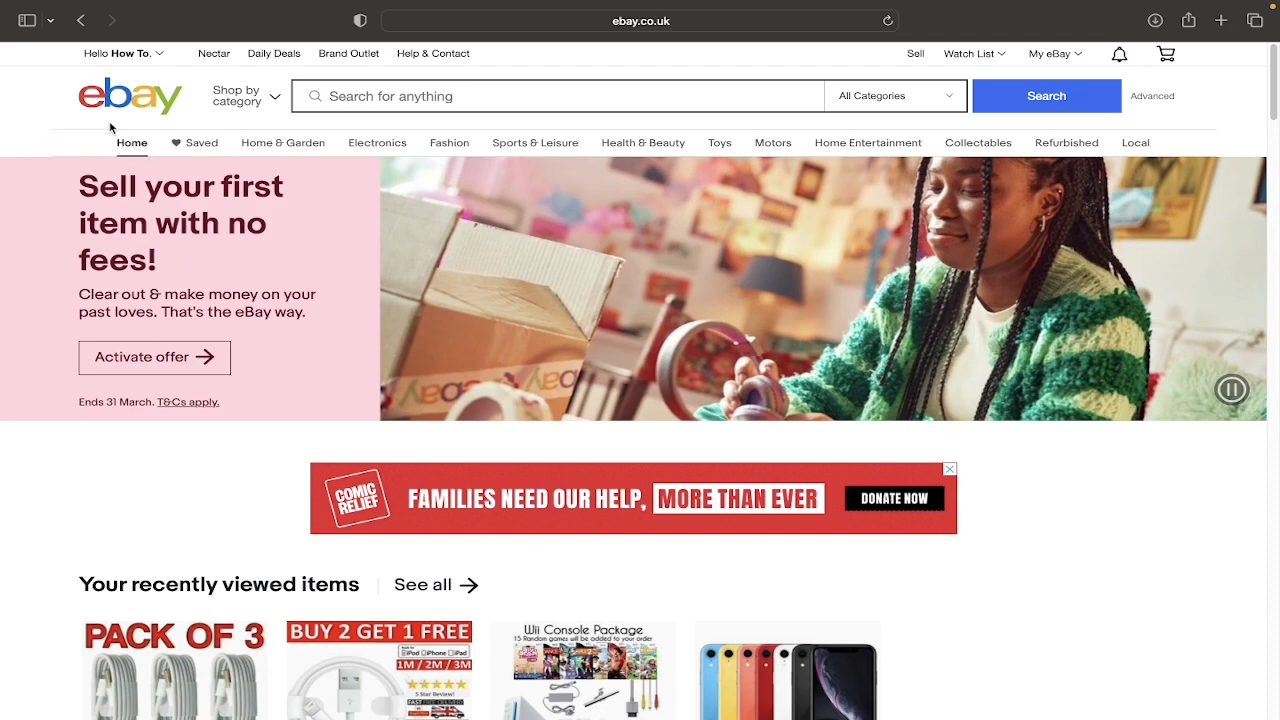 ebay.co.uk
Hello How To.
Nectar
Daily Deals
Brand Outlet
Help & Contact
Sell
Watch List
My eBay
ebay
Shop by
category
Search for anything
All Categories
Search
Advanced
Home
Saved
Home & Garden
Electronics
Fashion
Sports & Leisure
Health & Beauty
Toys
Motors
Home Entertainment
Collectables
Refurbished
Local
Sell your first
item with no
fees!
Clear out & make money on your
past loves. That's the eBay way.
Activate offer
Ends 31 March. T&Cs apply.
ebay
COMIC
RELIEF
FAMILIES NEED OUR HELP, MORE THAN EVER
DONATE NOW
Your recently viewed items
See all
PACK OF 3
BUY 2 GET 1 FREE
iPod iPhone iPad
1M / 2M / 3M
5 Star Review!
FAST FREE DELIVERY
Wii Console Package
15 Random games will be added to your order